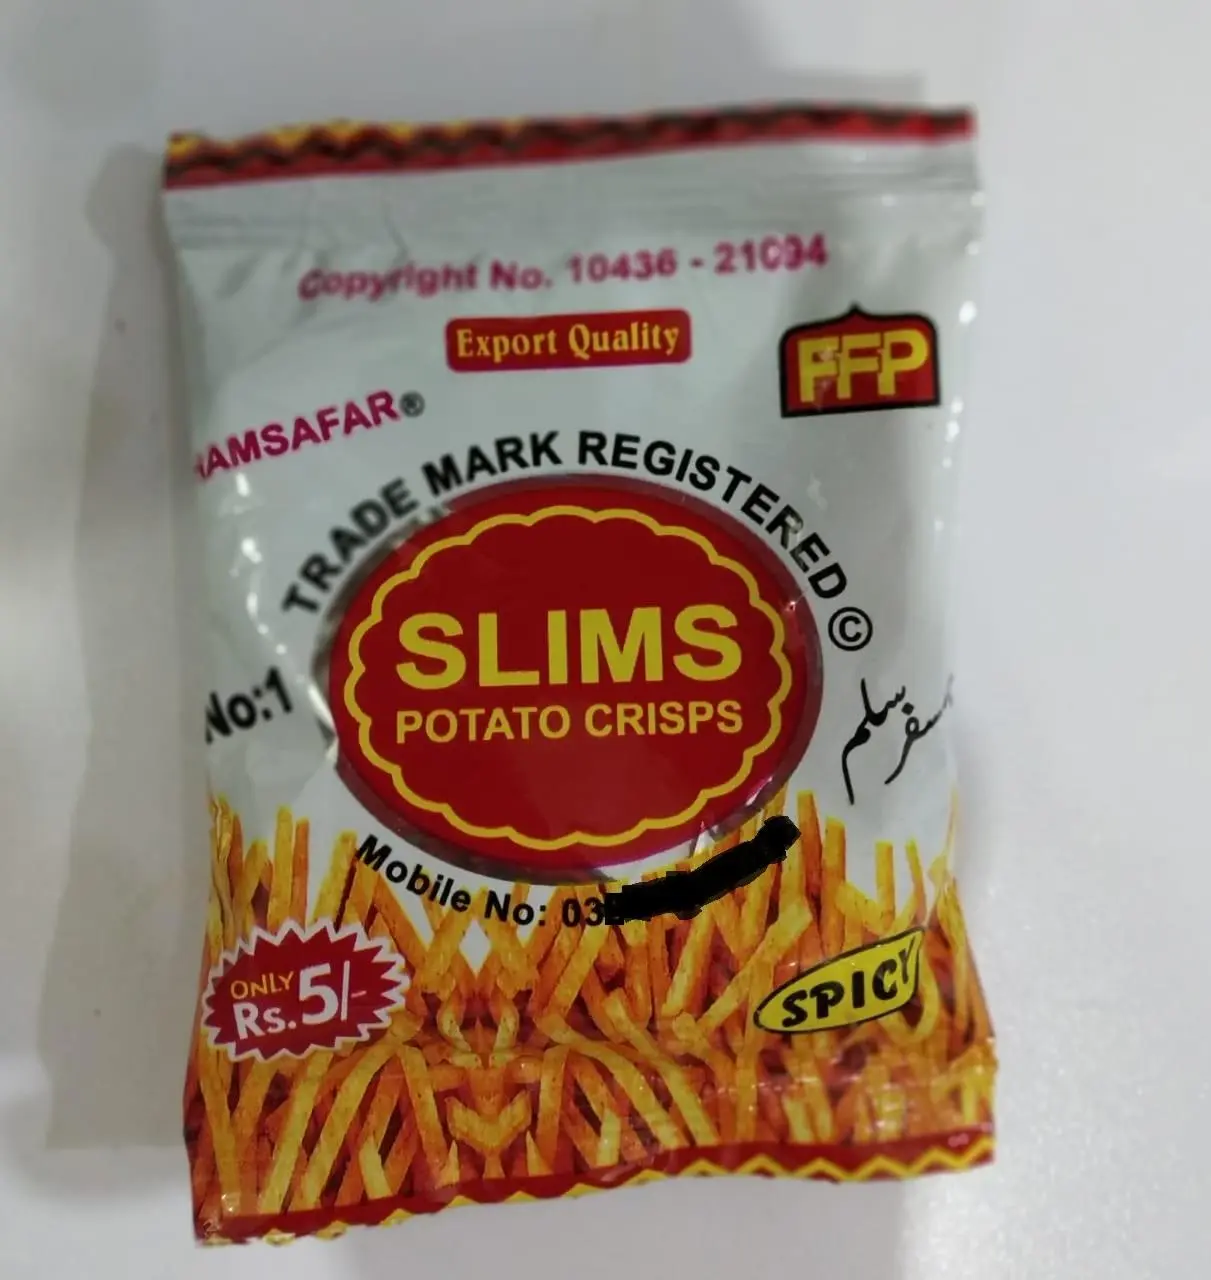 Copyright No. 10436 - 21094
Export Quality
FFP
HAMSAFAR®
TRADE MARK REGISTERED ©
SLIMS
POTATO CRISPS
No:1
ہمسفر سلم
Mobile No: 03
ONLY
Rs.5/-
SPICY